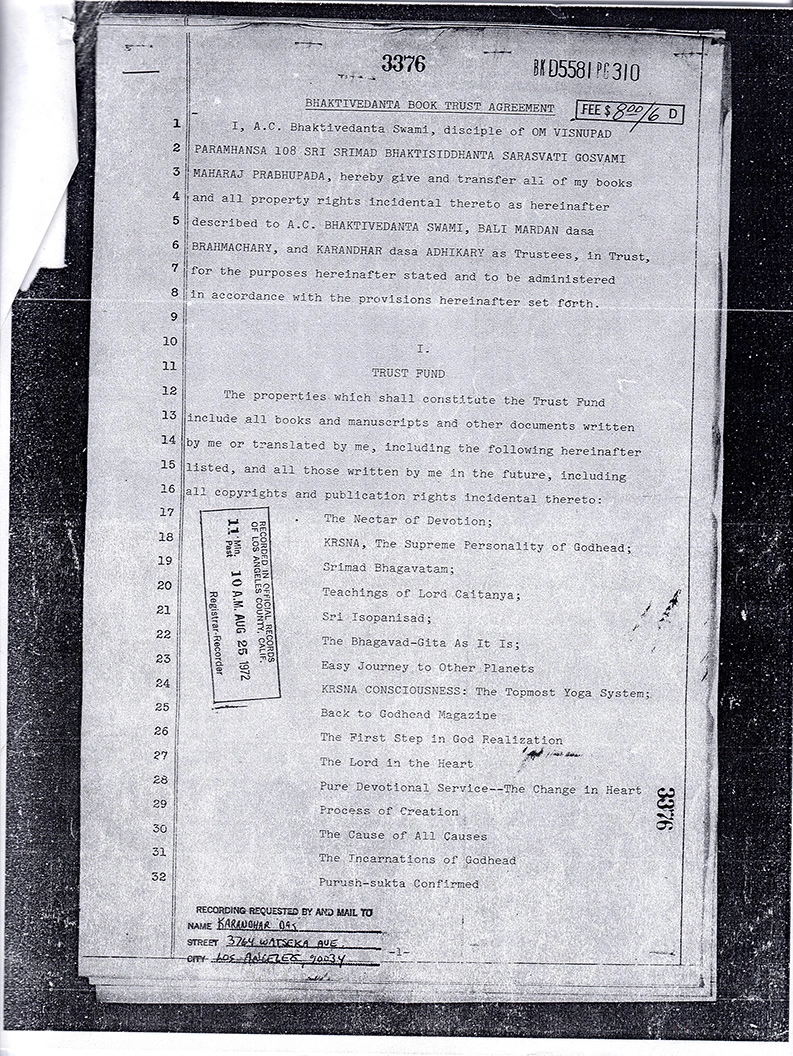 3376
BK D5581 PG 310
BHAKTIVEDANTA BOOK TRUST AGREEMENT
FEE $ 8.00/6 D
1 I, A.C. Bhaktivedanta Swami, disciple of OM VISNUPAD
2 PARAMHANSA 108 SRI SRIMAD BHAKTISIDDHANTA SARASVATI GOSVAMI
3 MAHARAJ PRABHUPADA, hereby give and transfer all of my books
4 and all property rights incidental thereto as hereinafter
5 described to A.C. BHAKTIVEDANTA SWAMI, BALI MARDAN dasa
6 BRAHMACHARY, and KARANDHAR dasa ADHIKARY as Trustees, in Trust,
7 for the purposes hereinafter stated and to be administered
8 in accordance with the provisions hereinafter set forth.
9
10 I.
11 TRUST FUND
12 The properties which shall constitute the Trust Fund
13 include all books and manuscripts and other documents written
14 by me or translated by me, including the following hereinafter
15 listed, and all those written by me in the future, including
16 all copyrights and publication rights incidental thereto:
17 The Nectar of Devotion;
18 KRSNA, The Supreme Personality of Godhead;
19 Srimad Bhagavatam;
20 Teachings of Lord Caitanya;
21 Sri Isopanisad;
22 The Bhagavad-Gita As It Is;
23 Easy Journey to Other Planets
24 KRSNA CONSCIOUSNESS: The Topmost Yoga System;
25 Back to Godhead Magazine
26 The First Step in God Realization
27 The Lord in the Heart
28 Pure Devotional Service--The Change in Heart
29 Process of Creation
30 The Cause of All Causes
31 The Incarnations of Godhead
32 Purush-sukta Confirmed
RECORDED IN OFFICIAL RECORDS
OF LOS ANGELES COUNTY, CALIF.
11 Min. Past 10 A.M. AUG 25 1972
Registrar-Recorder
3376
RECORDING REQUESTED BY AND MAIL TO
NAME KARANDHAR DAS
STREET 3764 WATSEKA AVE.
CITY LOS ANGELES, 90034
-1-